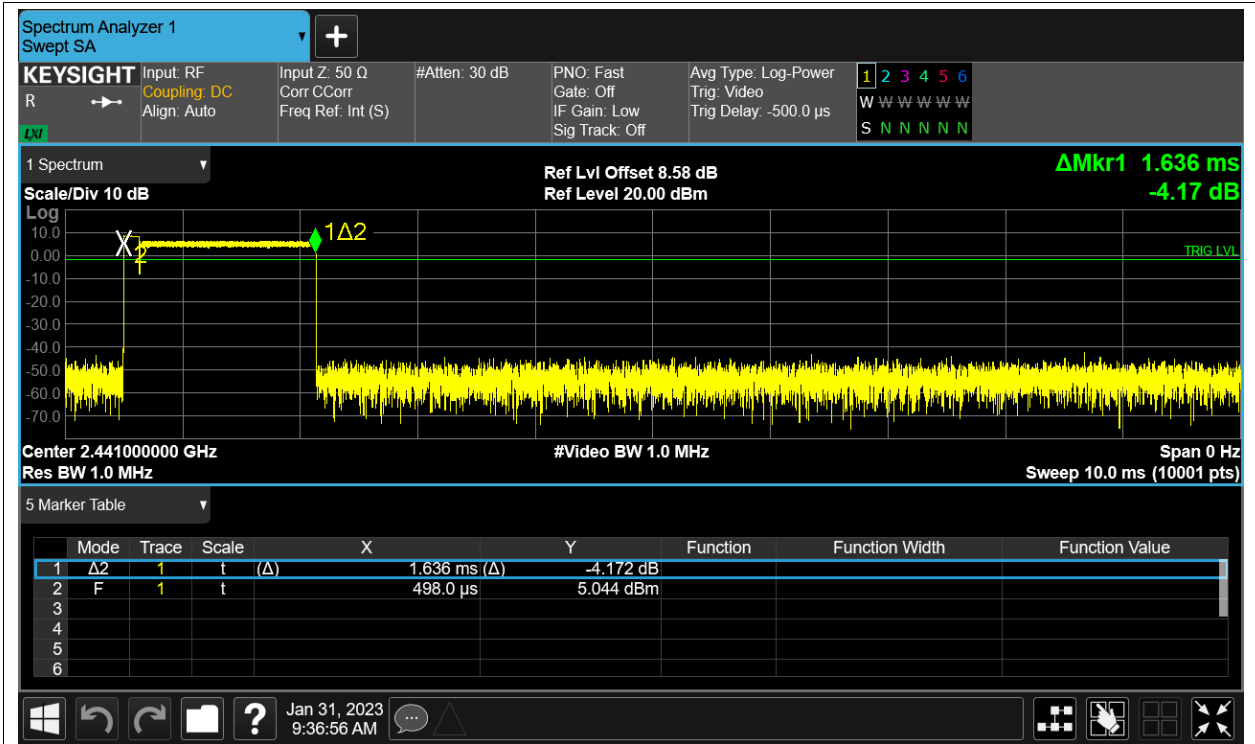 Spectrum Analyzer 1
Swept SA
KEYSIGHT
R
LXI
Input: RF
Coupling: DC
Align: Auto
Input Z: 50 Ω
Corr CCorr
Freq Ref: Int (S)
#Atten: 30 dB
PNO: Fast
Gate: Off
IF Gain: Low
Sig Track: Off
Avg Type: Log-Power
Trig: Video
Trig Delay: -500.0 µs
1 2 3 4 5 6
W W W W W W
S N N N N N
1 Spectrum
Scale/Div 10 dB
Ref Lvl Offset 8.58 dB
Ref Level 20.00 dBm
ΔMkr1 1.636 ms
-4.17 dB
Log
10.0
0.00
-10.0
-20.0
-30.0
-40.0
-50.0
-60.0
-70.0
X
2
1Δ2
TRIG LVL
Center 2.441000000 GHz
#Video BW 1.0 MHz
Span 0 Hz
Res BW 1.0 MHz
Sweep 10.0 ms (10001 pts)
5 Marker Table
Mode Trace Scale X Y Function Function Width Function Value
1 Δ2 1 t (Δ) 1.636 ms (Δ) -4.172 dB
2 F 1 t 498.0 µs 5.044 dBm
3
4
5
6
?
Jan 31, 2023
9:36:56 AM